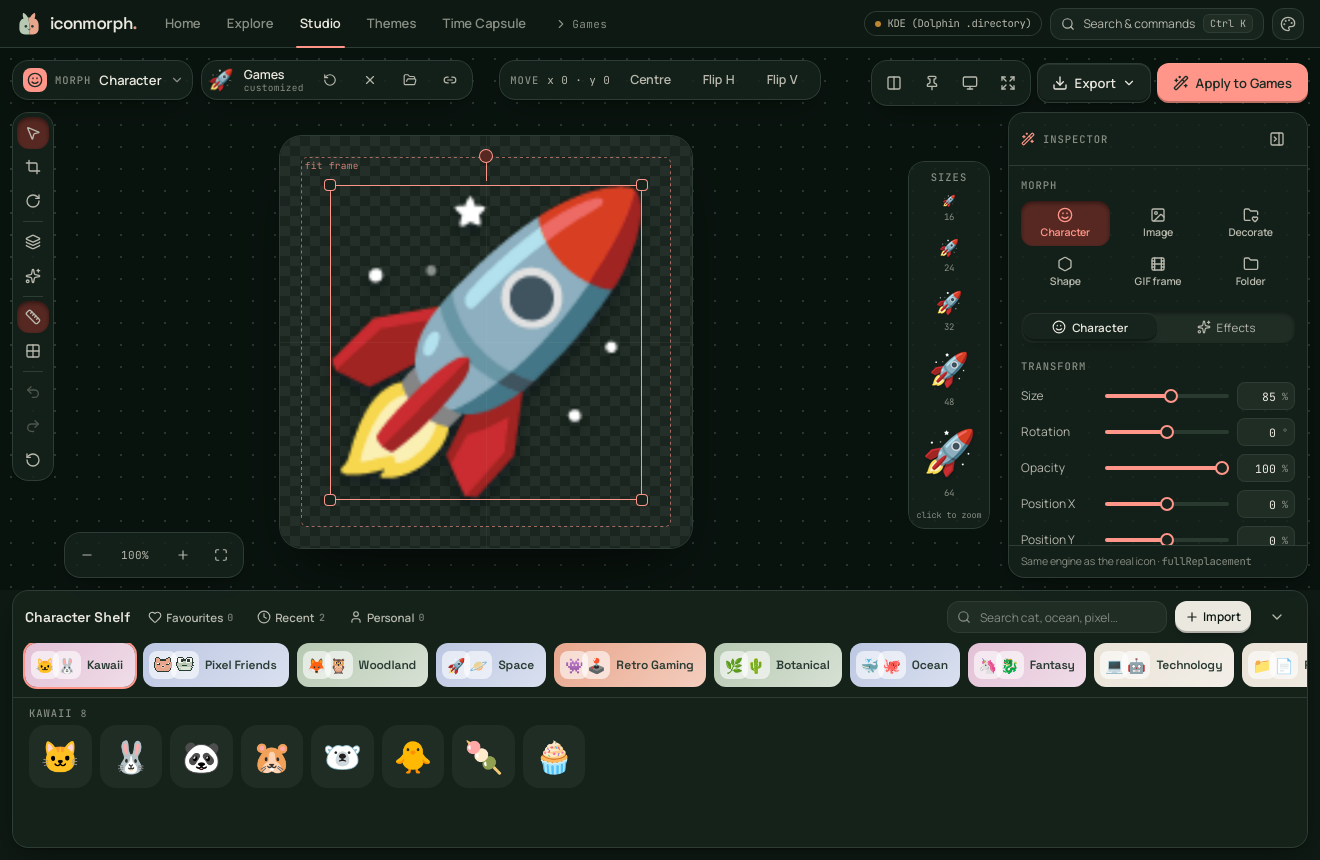 iconmorph.
Home
Explore
Studio
Themes
Time Capsule
Games
KDE (Dolphin .directory)
Search & commands
Ctrl K
MORPH Character
Games
customized
MOVE x 0 · y 0
Centre
Flip H
Flip V
Export
Apply to Games
fit frame
100%
SIZES
16
24
32
48
64
click to zoom
INSPECTOR
MORPH
Character
Image
Decorate
Shape
GIF frame
Folder
Character
Effects
TRANSFORM
Size 85 %
Rotation 0 °
Opacity 100 %
Position X 0 %
Position Y 0 %
Same engine as the real icon · fullReplacement
Character Shelf
Favourites 0
Recent 2
Personal 0
Search cat, ocean, pixel...
Import
Kawaii
Pixel Friends
Woodland
Space
Retro Gaming
Botanical
Ocean
Fantasy
Technology
KAWAII 8